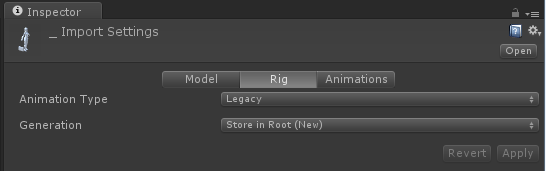 Inspector
_ Import Settings
Open
Model Rig Animations
Animation Type Legacy
Generation Store in Root (New)
Revert Apply